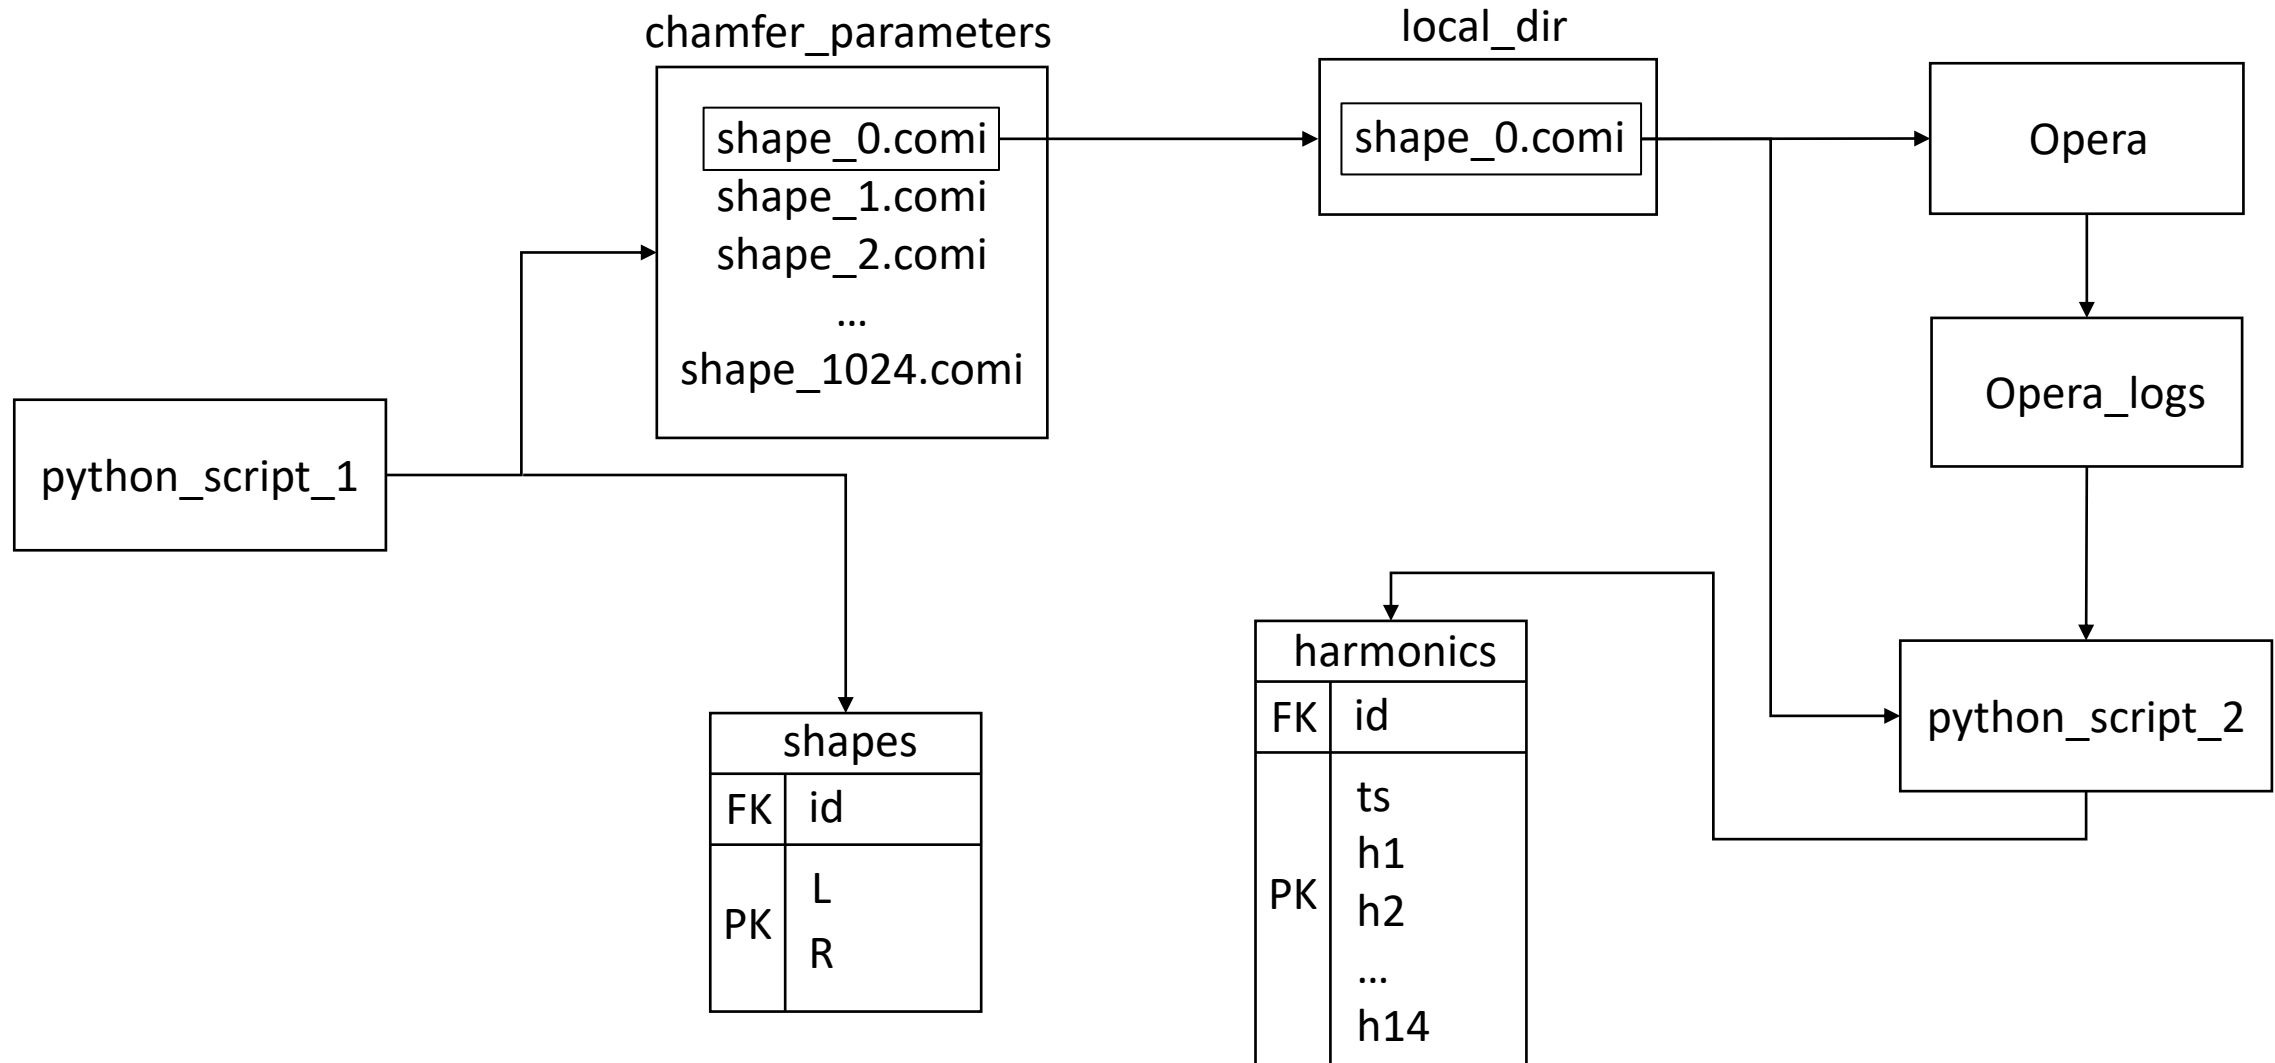 chamfer_parameters
shape_0.comi
shape_1.comi
shape_2.comi
...
shape_1024.comi
local_dir
shape_0.comi
Opera
Opera_logs
python_script_1
python_script_2
shapes
FK id
PK
L
R
harmonics
FK id
PK
ts
h1
h2
...
h14